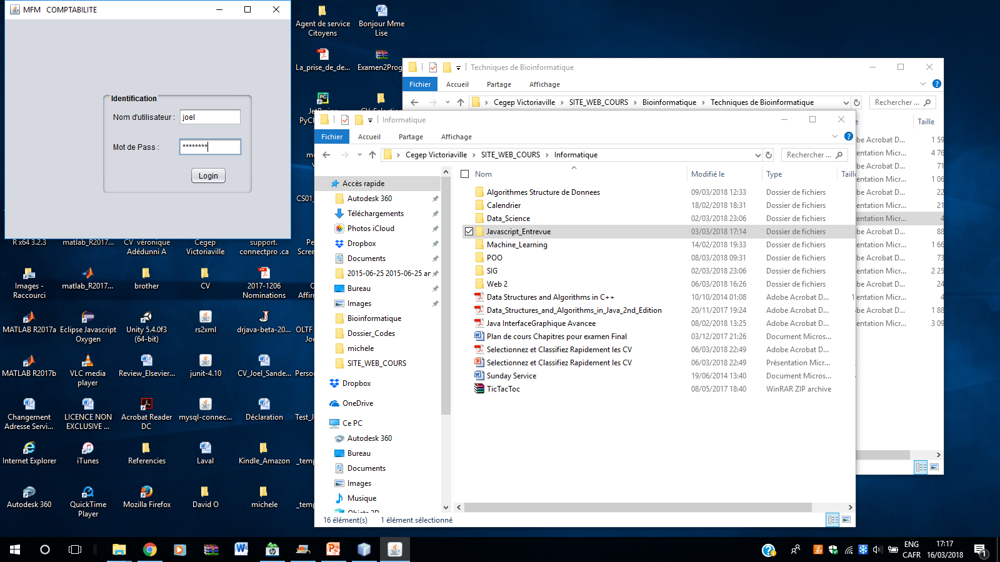 MFM COMPTABILITE
Identification
Nom d'utilisateur :
joel
Mot de Pass :
********
Login
Agent de service
Citoyens
Bonjour Mme
Lise
La_prise_de_de...
Examen2Prog
JetBrains
PyCh
CV_Selection
CS01_
R x64 3.2.3
matlab_R2017...
CV véronique
Adédunni A
Cegep
Victoriaville
support.
connectpro .ca
Pe
Scree
Images -
Raccourci
matlab_R2017...
brother
CV
2017-1206
Nominations
C
Affirm
MATLAB R2017a
Eclipse Javascript
Oxygen
Unity 5.4.0f3
(64-bit)
rs2xml
drjava-beta-20...
OLTF
Joe
MATLAB R2017b
VLC media
player
Review_Elsevier...
junit-4.10
CV_Joel_Sande...
Person
Changement
Adresse Servi...
LICENCE NON
EXCLUSIVE ...
Acrobat Reader
DC
mysql-connec...
Déclaration
Test_J
Internet Explorer
iTunes
Referencies
Laval
Kindle_Amazon
_temp
Autodesk 360
QuickTime
Player
Mozilla Firefox
David O
michele
_temp
Techniques de Bioinformatique
Fichier
Accueil
Partage
Affichage
Cegep Victoriaville
SITE_WEB_COURS
Bioinformatique
Techniques de Bioinformatique
Rechercher ...
Taille
be Acrobat D... 1 59
entation Micr... 4 76
be Acrobat D... 71
entation Micr... 1 06
be Acrobat D... 22
entation Micr... 21
entation Micr... 4
be Acrobat D... 88
entation Micr... 1 66
be Acrobat D... 73
entation Micr... 2 25
be Acrobat D... 24
entation Micr... 4
be Acrobat D... 1 88
entation Micr... 3 09
Informatique
Fichier
Accueil
Partage
Affichage
Cegep Victoriaville
SITE_WEB_COURS
Informatique
Rechercher ...
Accès rapide
Autodesk 360
Téléchargements
Photos iCloud
Dropbox
Documents
2015-06-25 2015-06-25 ar
Bureau
Images
Bioinformatique
Dossier_Codes
michele
SITE_WEB_COURS
Dropbox
OneDrive
Ce PC
Autodesk 360
Bureau
Documents
Images
Musique
Objets 3D
Nom Modifié le Type Taille
Algorithmes Structure de Donnees 09/03/2018 12:33 Dossier de fichiers
Calendrier 18/02/2018 18:31 Dossier de fichiers
Data_Science 02/03/2018 23:06 Dossier de fichiers
Javascript_Entrevue 03/03/2018 17:14 Dossier de fichiers
Machine_Learning 14/02/2018 19:33 Dossier de fichiers
POO 08/03/2018 09:31 Dossier de fichiers
SIG 02/03/2018 23:06 Dossier de fichiers
Web 2 06/03/2018 16:26 Dossier de fichiers
Data Structures and Algorithms in C++ 10/10/2014 01:08 Adobe Acrobat D... 1
Data_Structures_and_Algorithms_in_Java_2nd_Edition 20/11/2017 19:24 Adobe Acrobat D...
Java InterfaceGraphique Avancee 08/02/2018 13:25 Adobe Acrobat D...
Plan de cours Chapitres pour examen Final 03/12/2017 21:26 Document Micros...
Selectionnez et Classifiez Rapidement les CV 06/03/2018 22:49 Adobe Acrobat D...
Selectionnez et Classifiez Rapidement les CV 06/03/2018 22:49 Présentation Micr...
Sunday Service 19/06/2014 13:40 Document Micros...
TicTacToc 08/05/2017 18:40 WinRAR ZIP archive
16 élément(s) 1 élément sélectionné
ENG
CAFR
17:17
16/03/2018
1